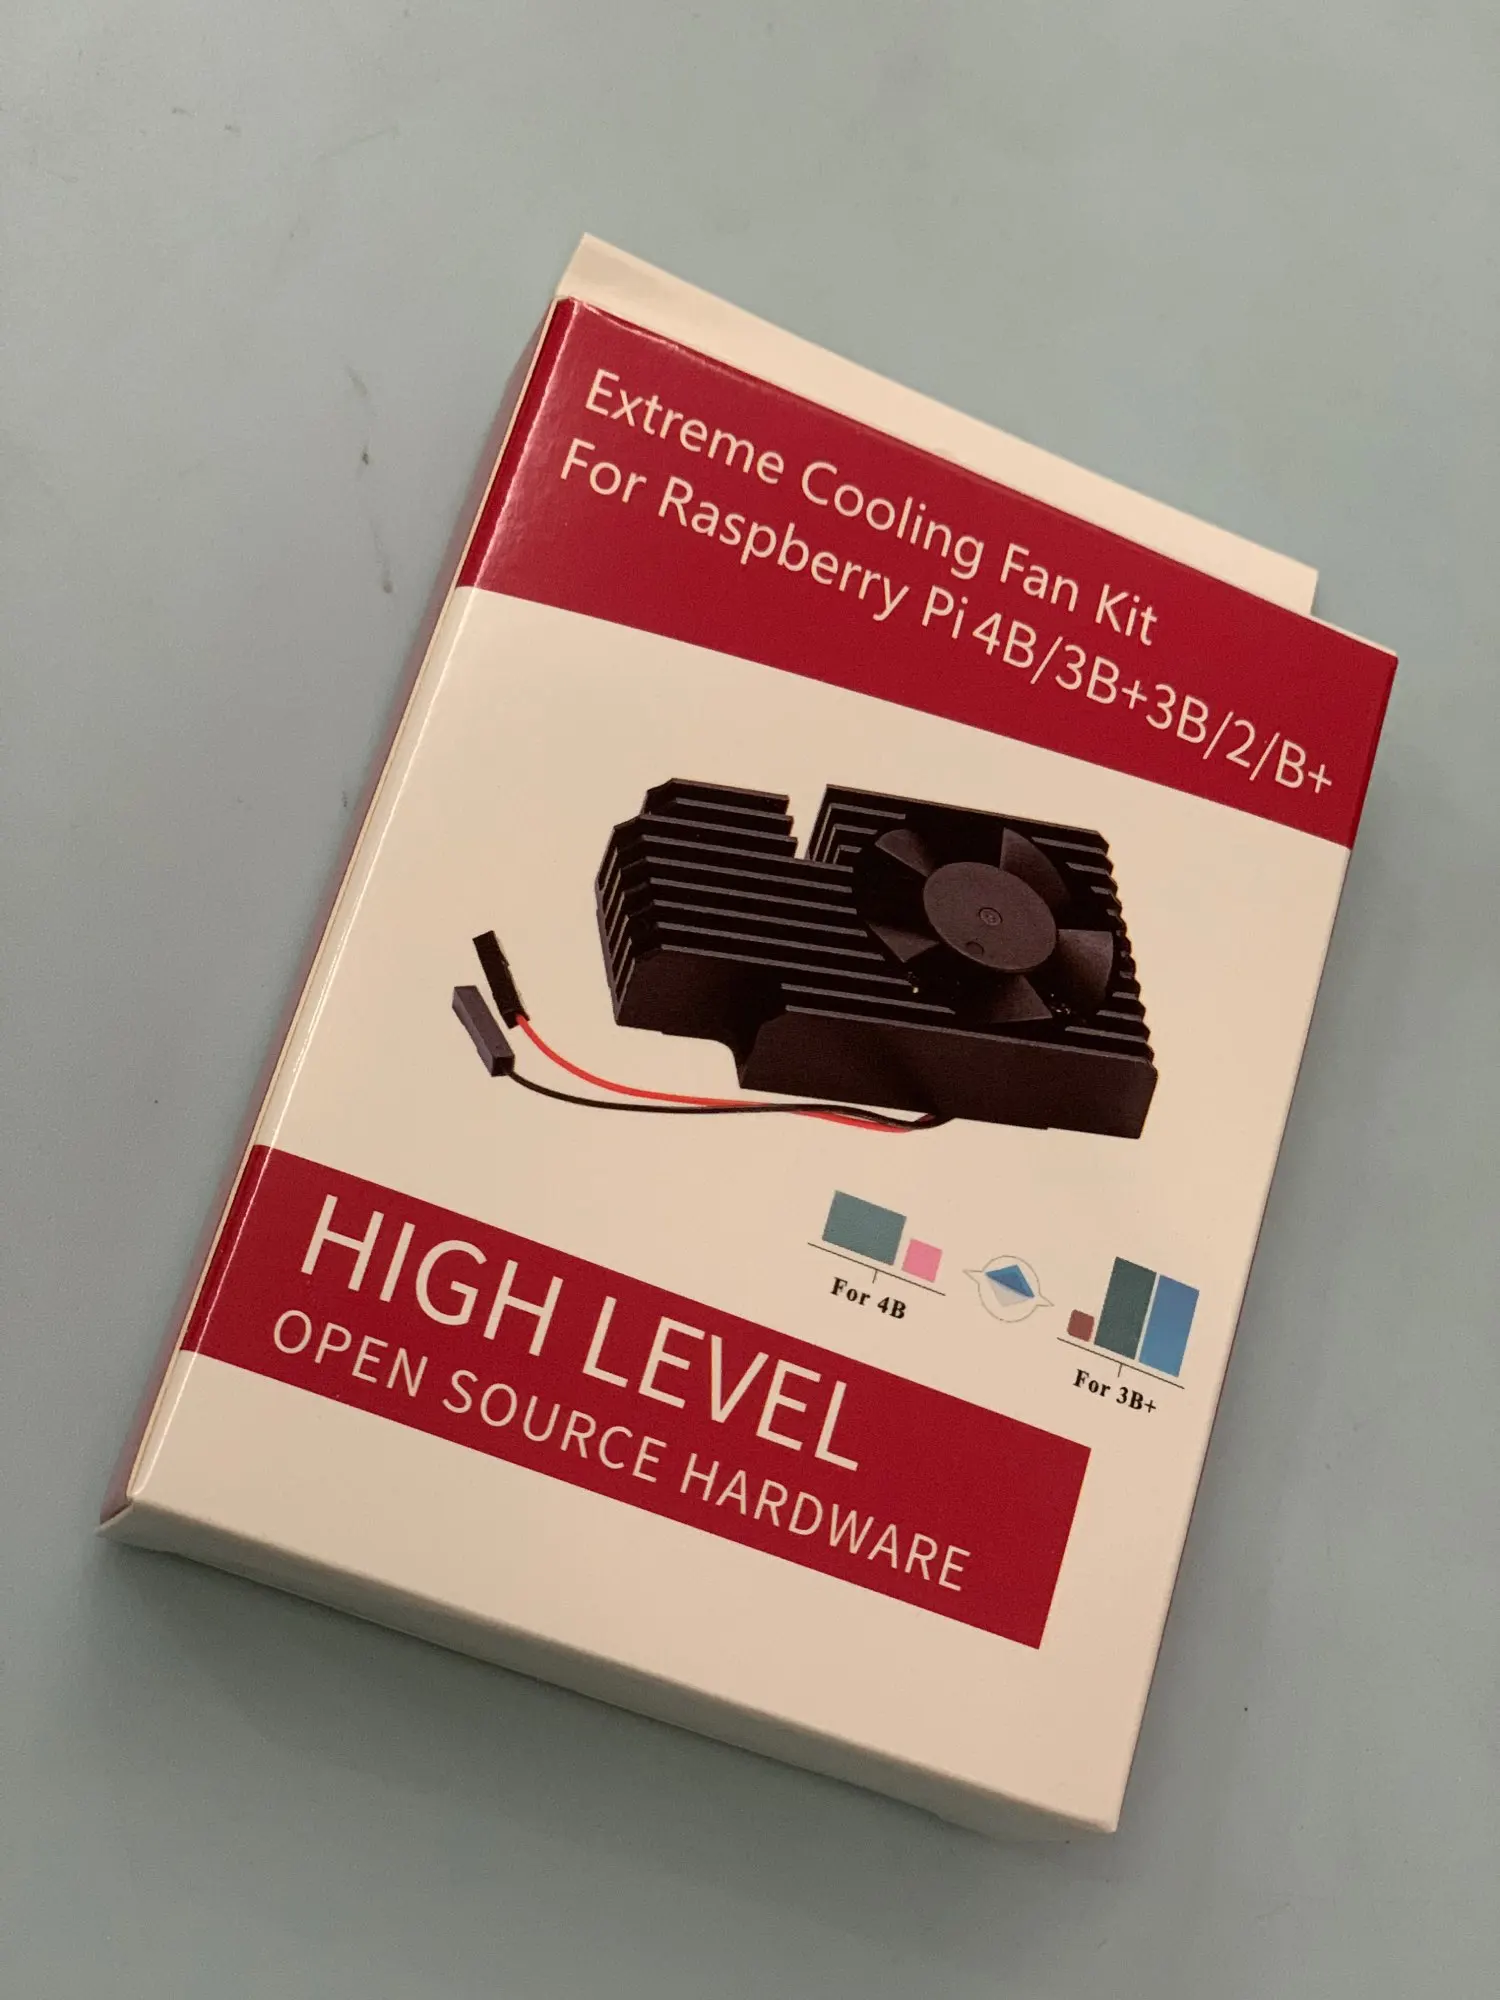 Extreme Cooling Fan Kit
For Raspberry Pi 4B/3B+3B/2/B+
For 4B
For 3B+
HIGH LEVEL
OPEN SOURCE HARDWARE